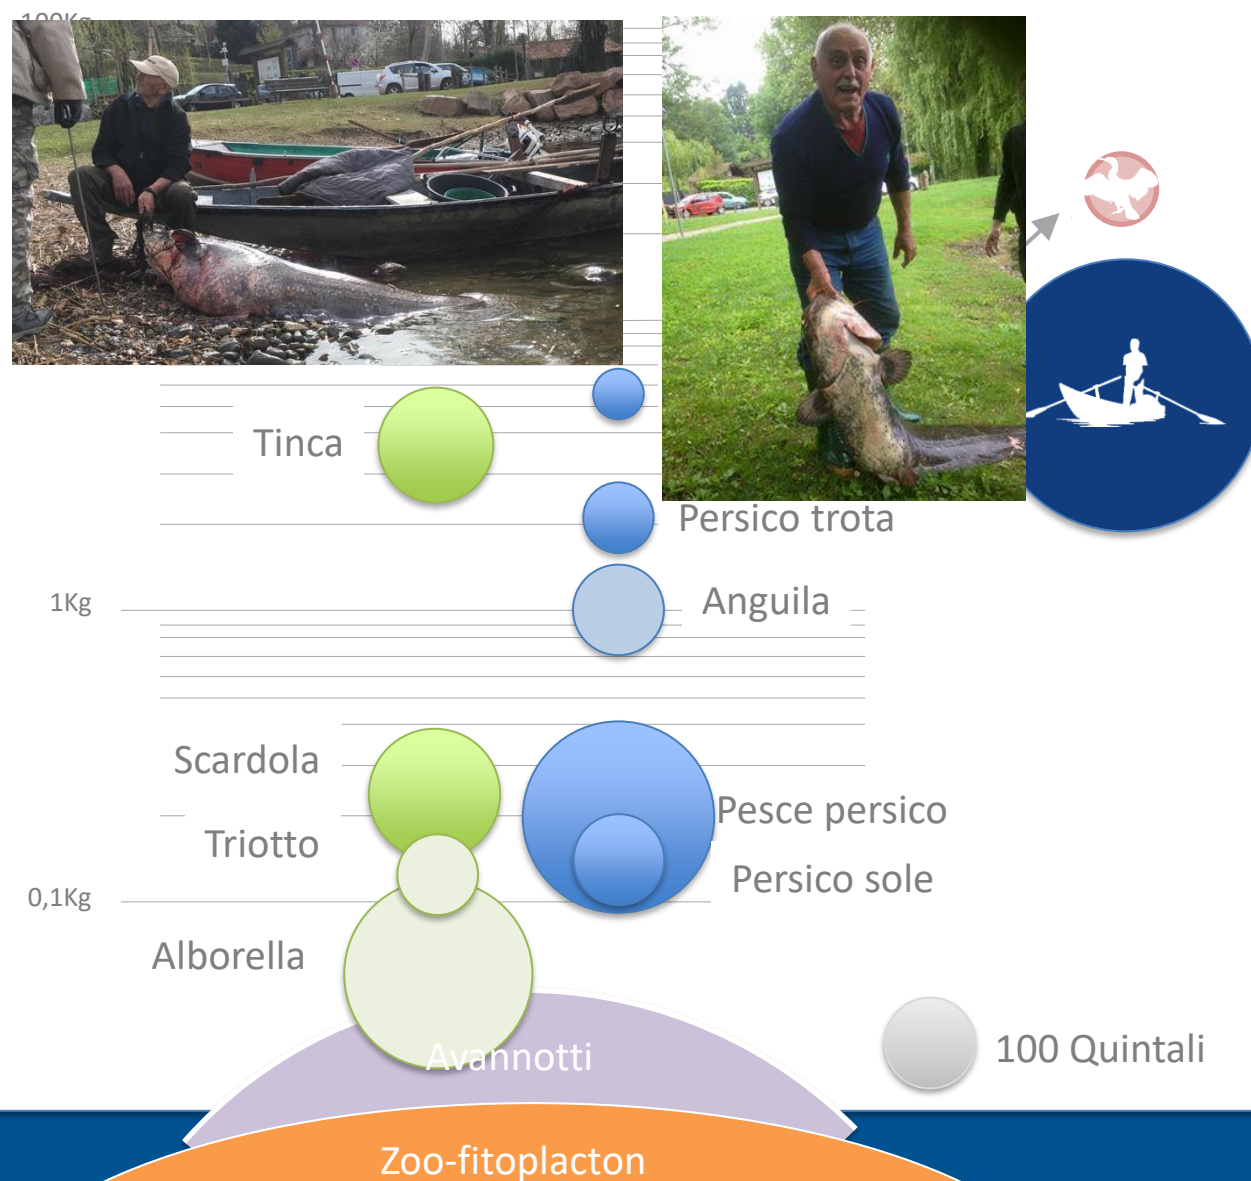 100Kg
Tinca
Persico trota
1Kg
Anguila
Scardola
Pesce persico
Triotto
Persico sole
0,1Kg
Alborella
Avannotti
100 Quintali
Zoo-fitoplacton